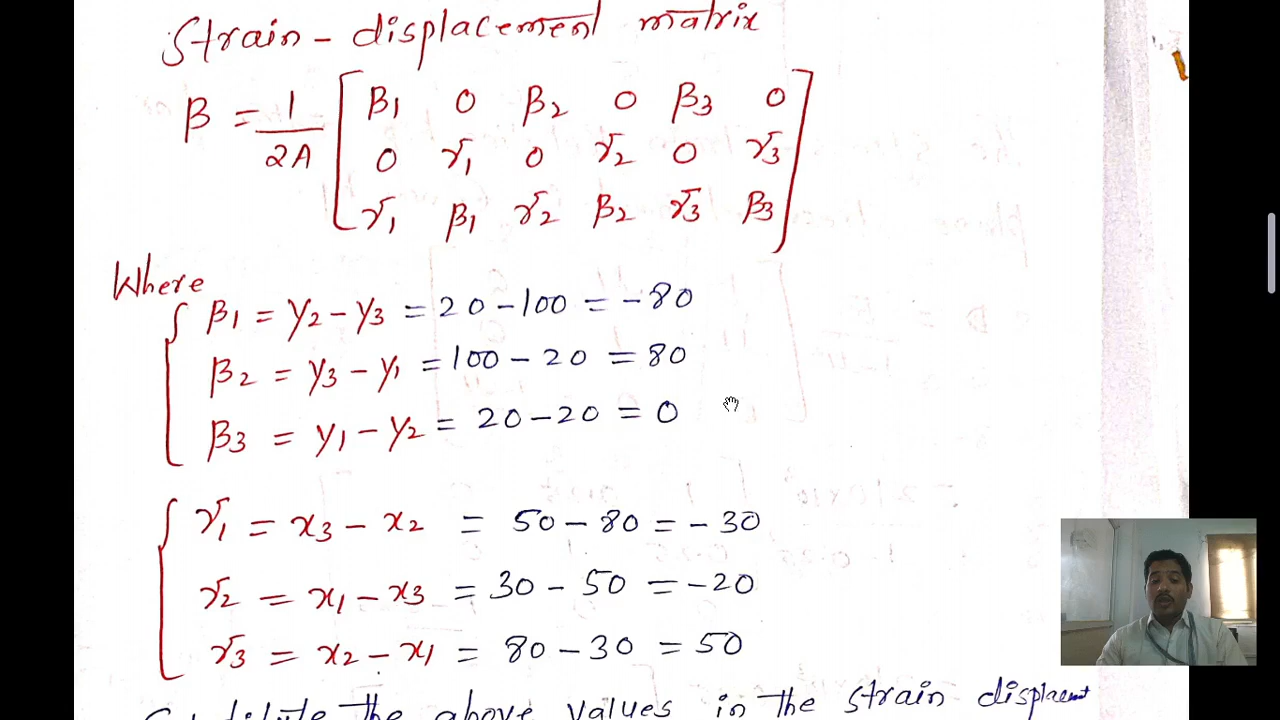 Strain-displacement matrix
B = 1/2A [ β1 0 β2 0 β3 0
0 γ1 0 γ2 0 γ3
γ1 β1 γ2 β2 γ3 β3 ]
Where
β1 = y2 - y3 = 20 - 100 = -80
β2 = y3 - y1 = 100 - 20 = 80
β3 = y1 - y2 = 20 - 20 = 0
γ1 = x3 - x2 = 50 - 80 = -30
γ2 = x1 - x3 = 30 - 50 = -20
γ3 = x2 - x1 = 80 - 30 = 50
the above values in the strain displacemt